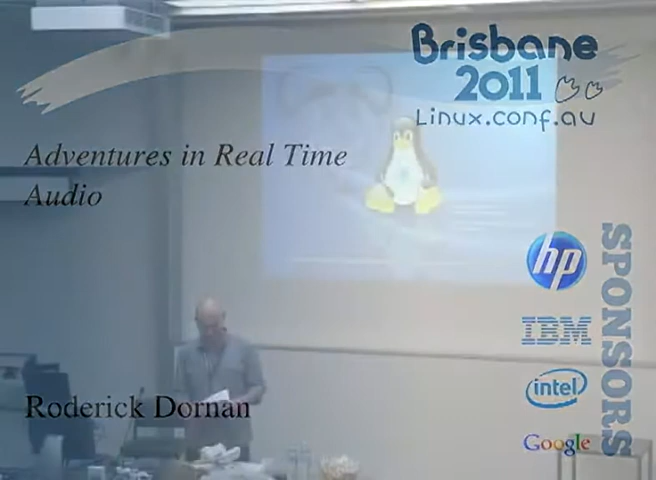 Brisbane
2011
Linux.conf.au
Adventures in Real Time
Audio
hp
IBM
intel
Google
SPONSORS
Roderick Dornan